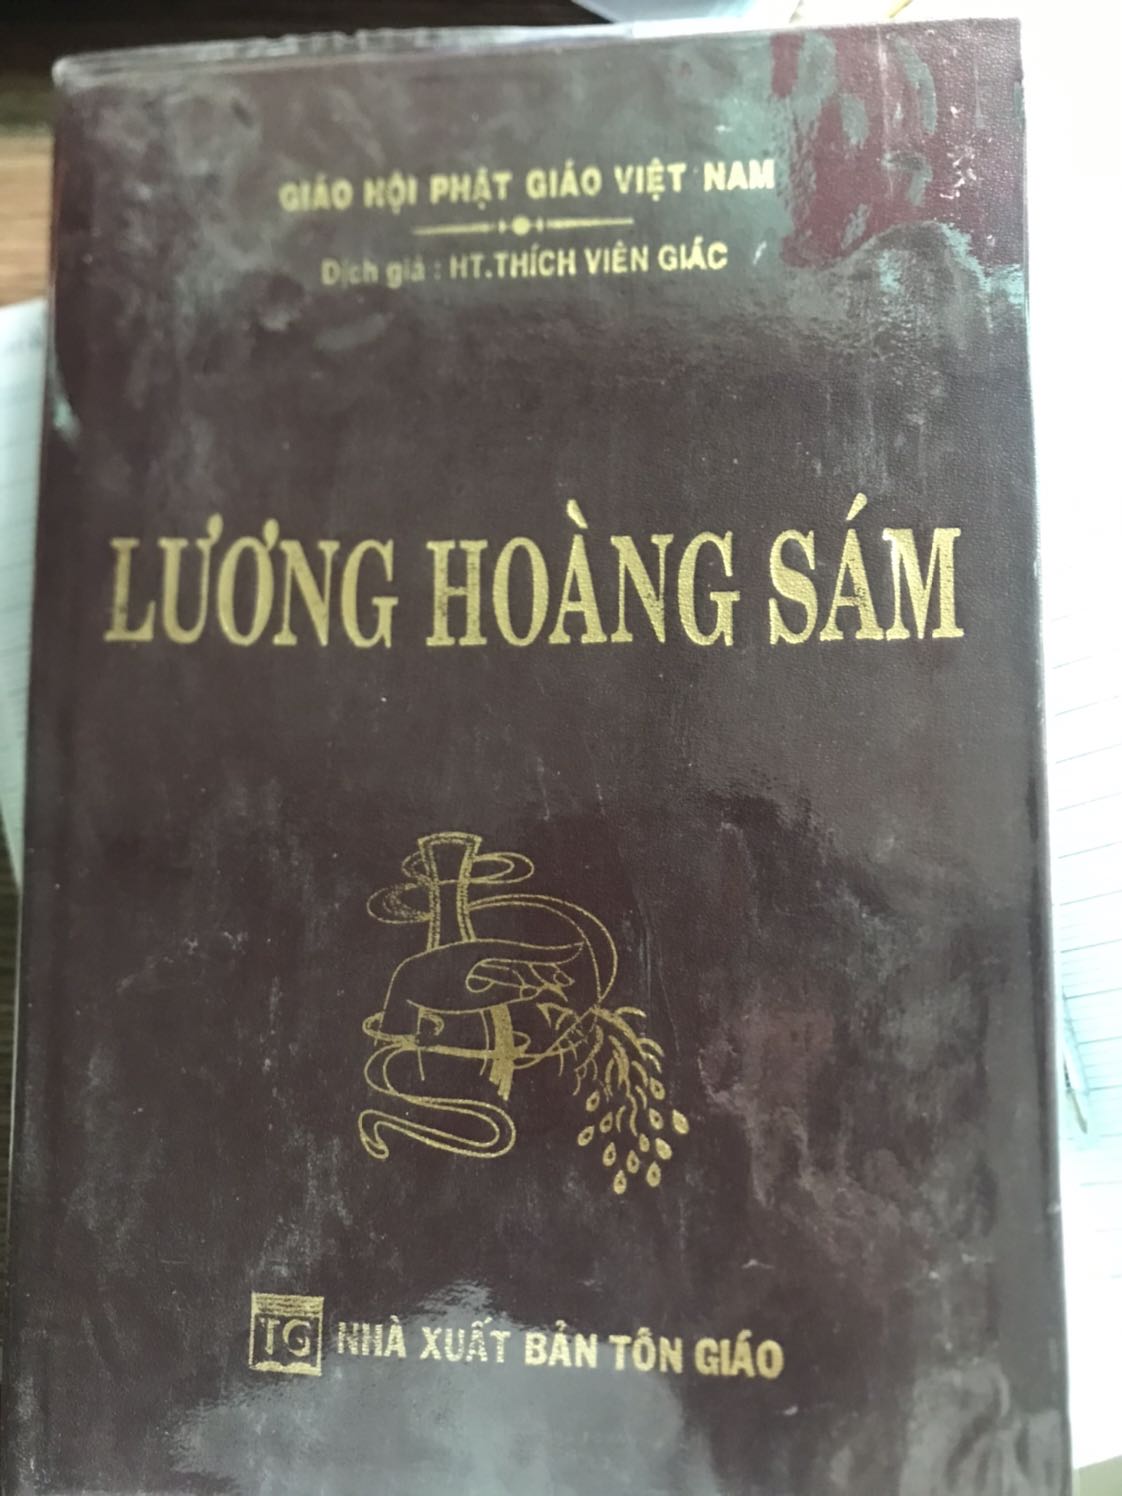 GIÁO HỘI PHẬT GIÁO VIỆT NAM
Dịch giả : HT.THÍCH VIÊN GIÁC
LƯƠNG HOÀNG SÁM
TG NHÀ XUẤT BẢN TÔN GIÁO